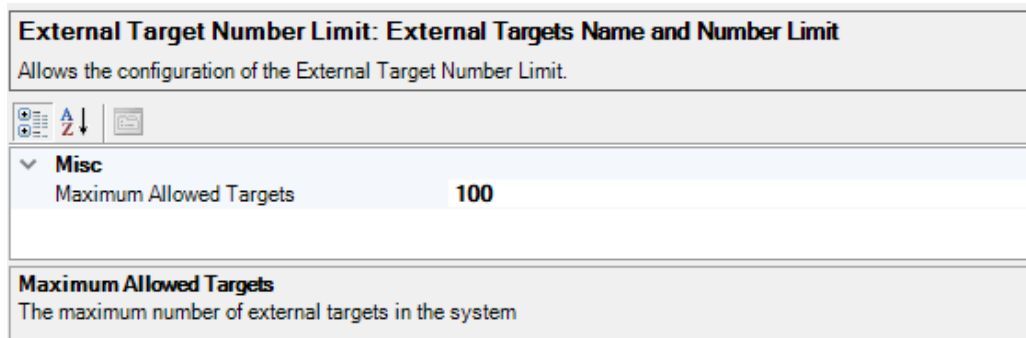 External Target Number Limit: External Targets Name and Number Limit
Allows the configuration of the External Target Number Limit.
A
Z
Misc
Maximum Allowed Targets 100
Maximum Allowed Targets
The maximum number of external targets in the system